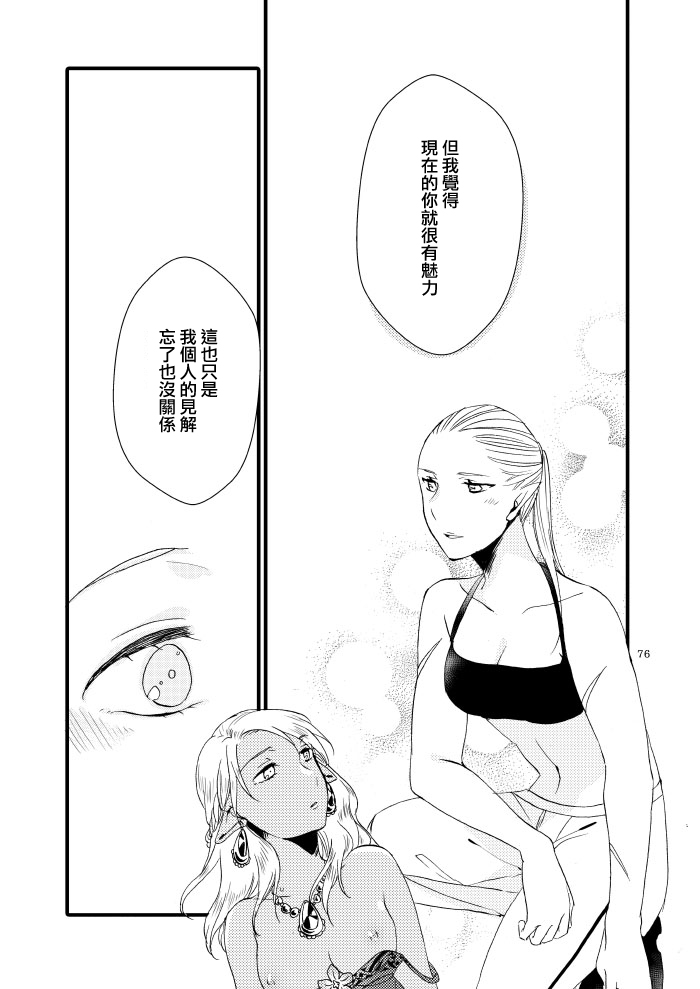 但我覺得
現在的你就很有魅力
這也只是
我個人的見解
忘了也沒關係
76